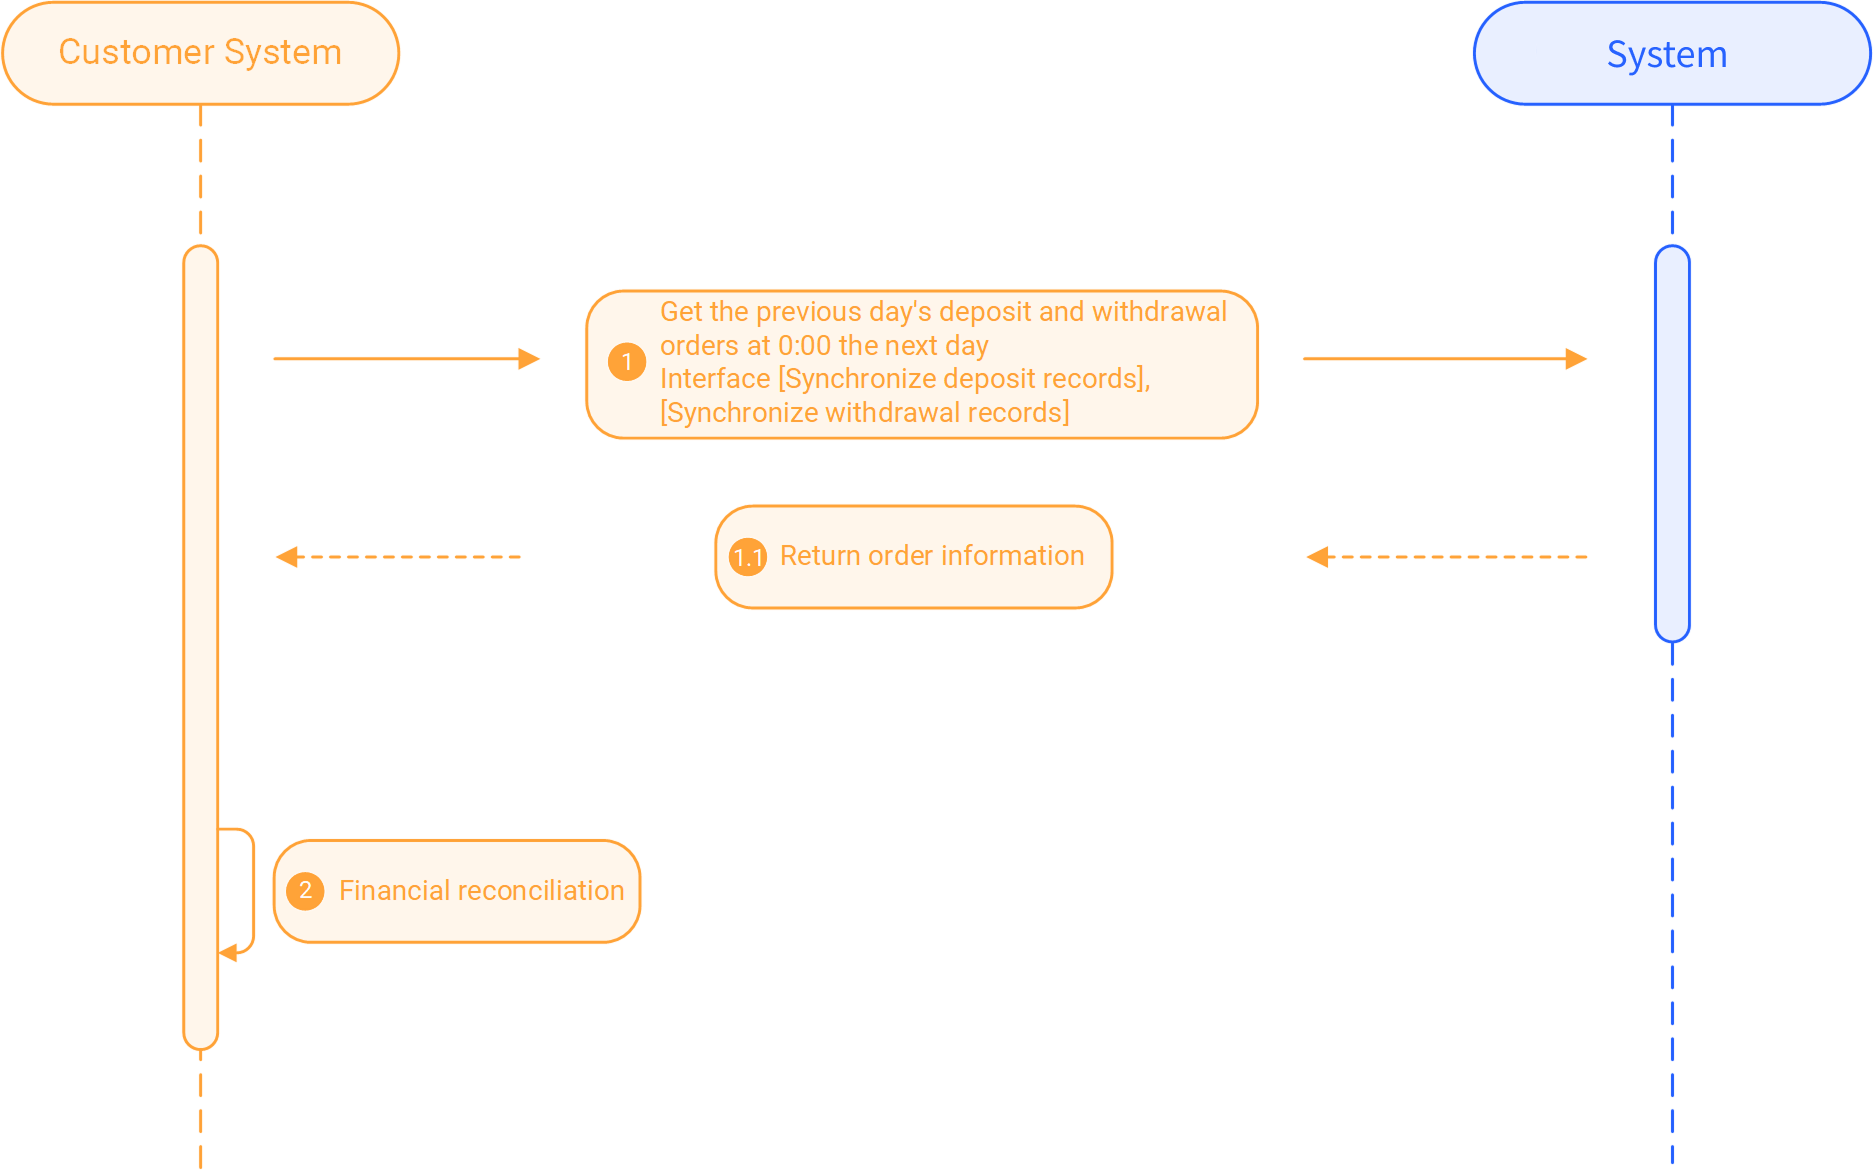 Customer System
System
1
Get the previous day's deposit and withdrawal
orders at 0:00 the next day
Interface [Synchronize deposit records],
[Synchronize withdrawal records]
1.1 Return order information
2 Financial reconciliation